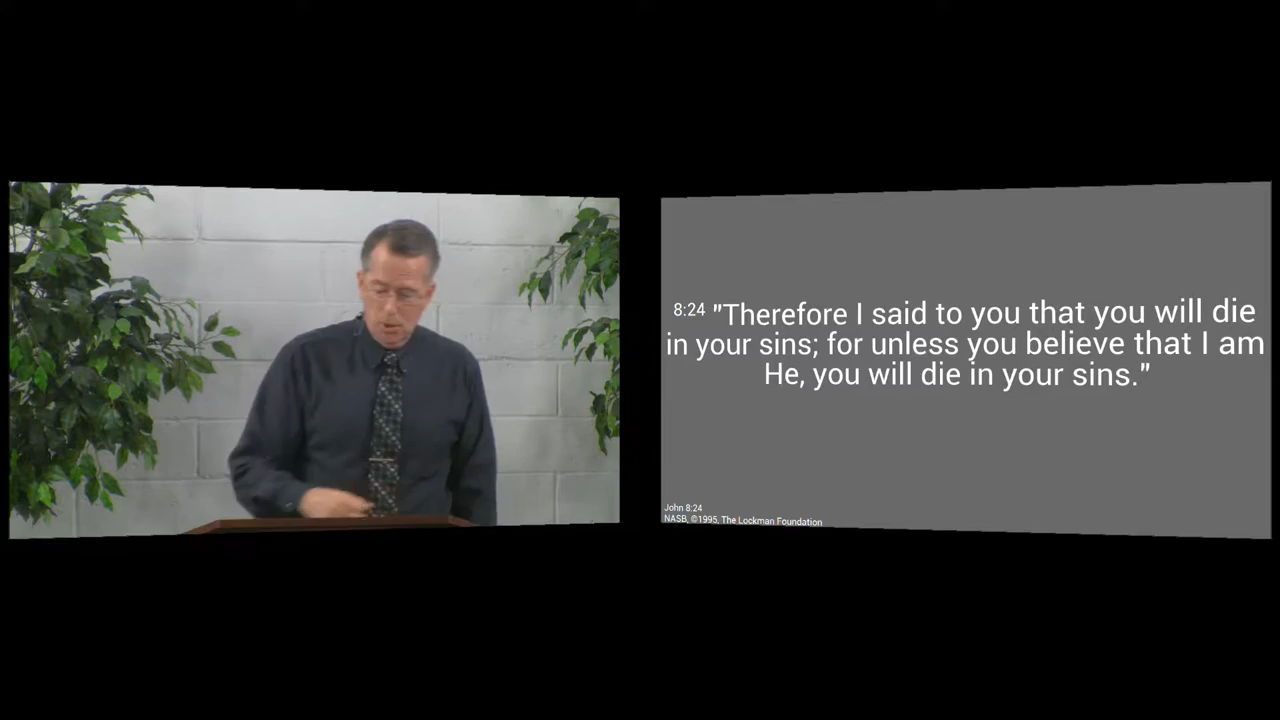 8:24 "Therefore I said to you that you will die
in your sins; for unless you believe that I am
He, you will die in your sins."
John 8:24
NASB, ©1995, The Lockman Foundation